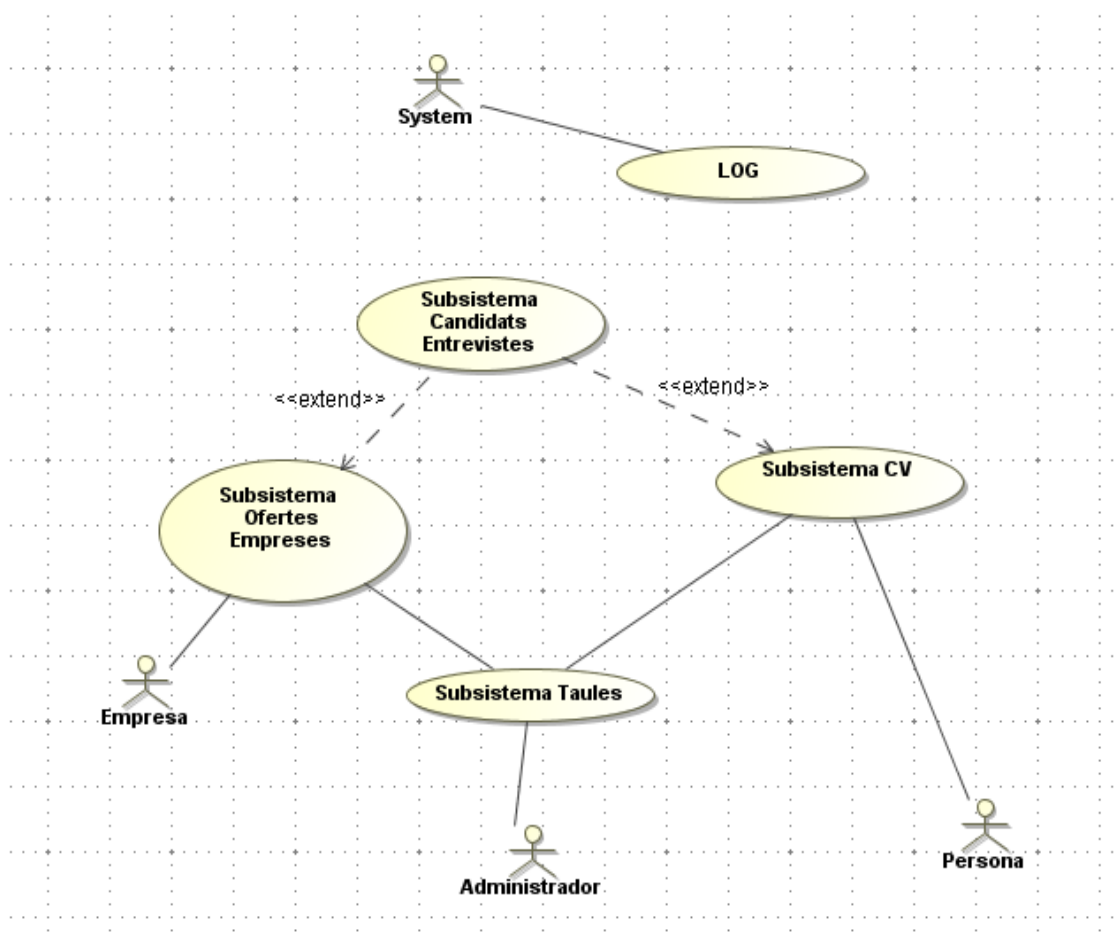 System
LOG
Subsistema
Candidats
Entrevistes
<<extend>>
<<extend>>
Subsistema CV
Subsistema
Ofertes
Empreses
Subsistema Taules
Empresa
Persona
Administrador